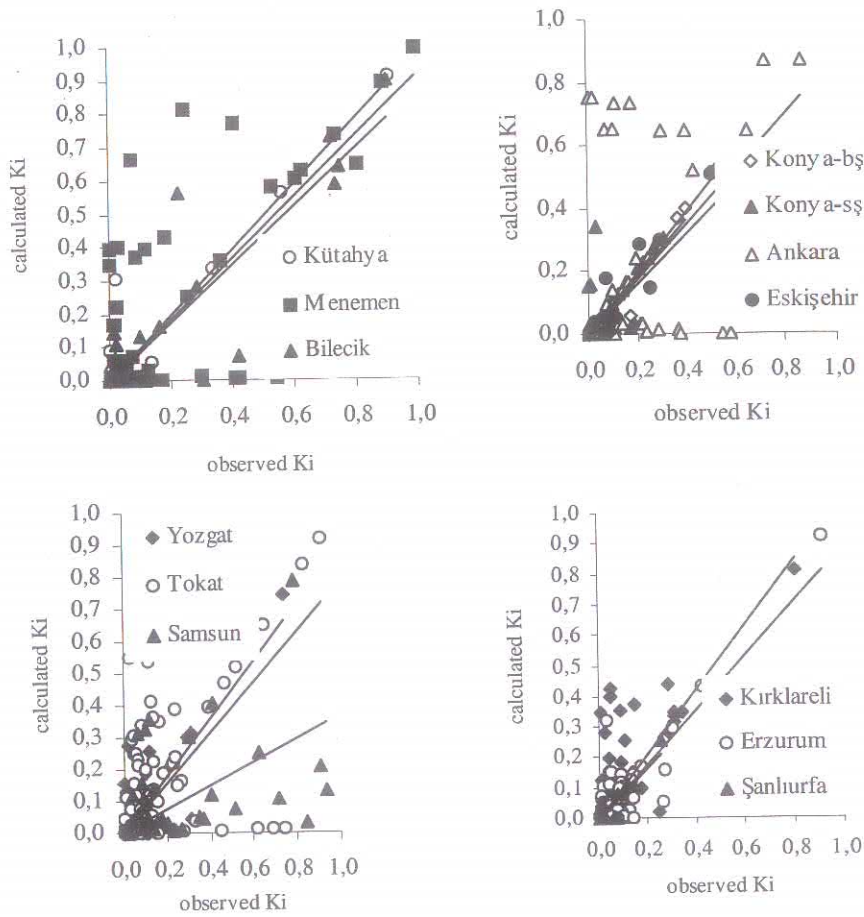 1,0
0,9
0,8
0,7
0,6
0,5
0,4
0,3
0,2
0,1
0,0
calculated Ki
0,0 0,2 0,4 0,6 0,8 1,0
observed Ki
Kütahya
Menemen
Bilecik
1,0
0,8
0,6
0,4
0,2
0,0
calculated Ki
0,0 0,2 0,4 0,6 0,8 1,0
observed Ki
Konya-bş
Konya-sş
Ankara
Eskişehir
1,0
0,9
0,8
0,7
0,6
0,5
0,4
0,3
0,2
0,1
0,0
calculated Ki
0,0 0,2 0,4 0,6 0,8 1,0
observed Ki
Yozgat
Tokat
Samsun
1,0
0,9
0,8
0,7
0,6
0,5
0,4
0,3
0,2
0,1
0,0
calculated Ki
0,0 0,2 0,4 0,6 0,8 1,0
observed Ki
Kırklareli
Erzurum
Şanlıurfa